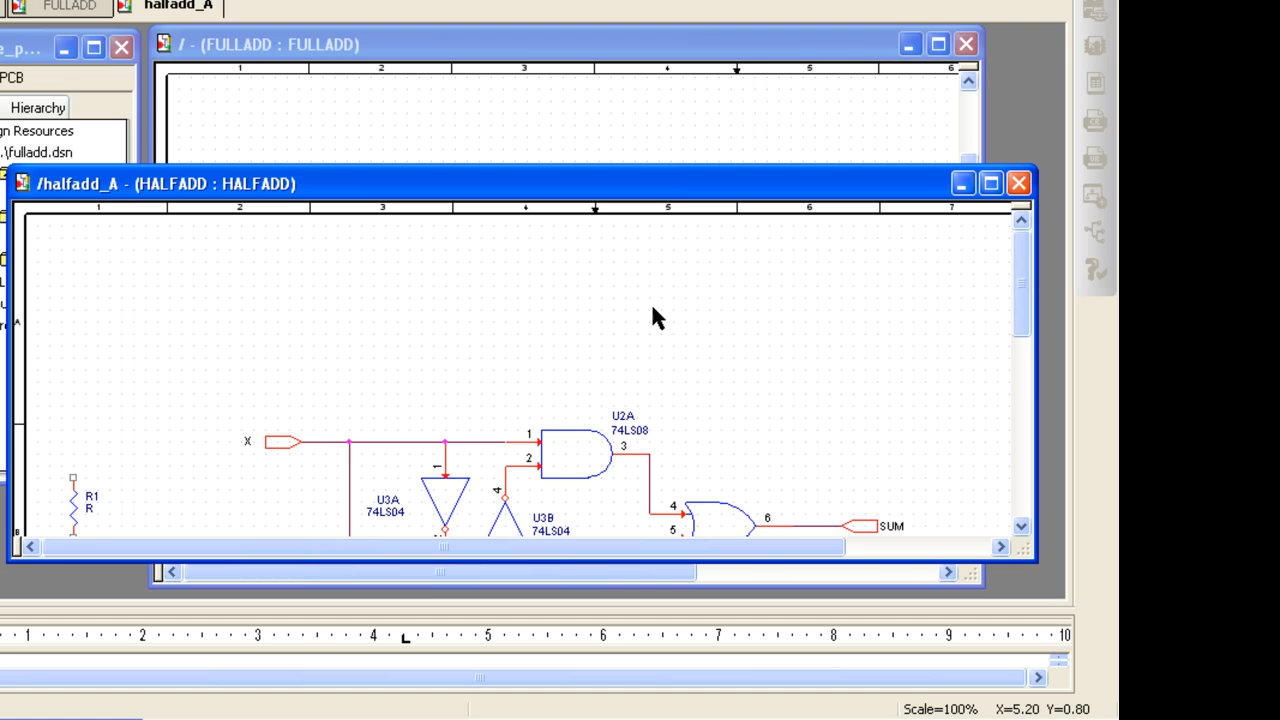 FULLADD
halfadd_A
e_p...
/ - (FULLADD : FULLADD)
PCB
1 2 3 4 5 6
Hierarchy
gn Resources
.\fulladd.dsn
/halfadd_A - (HALFADD : HALFADD)
1 2 3 4 5 6 7
A
U2A
74LS08
X
1
3
2
1
4
R1
R
U3A
74LS04
U3B
74LS04
4
5
6
SUM
B
1 2 3 4 5 6 7 8 9 10
Scale=100% X=5.20 Y=0.80